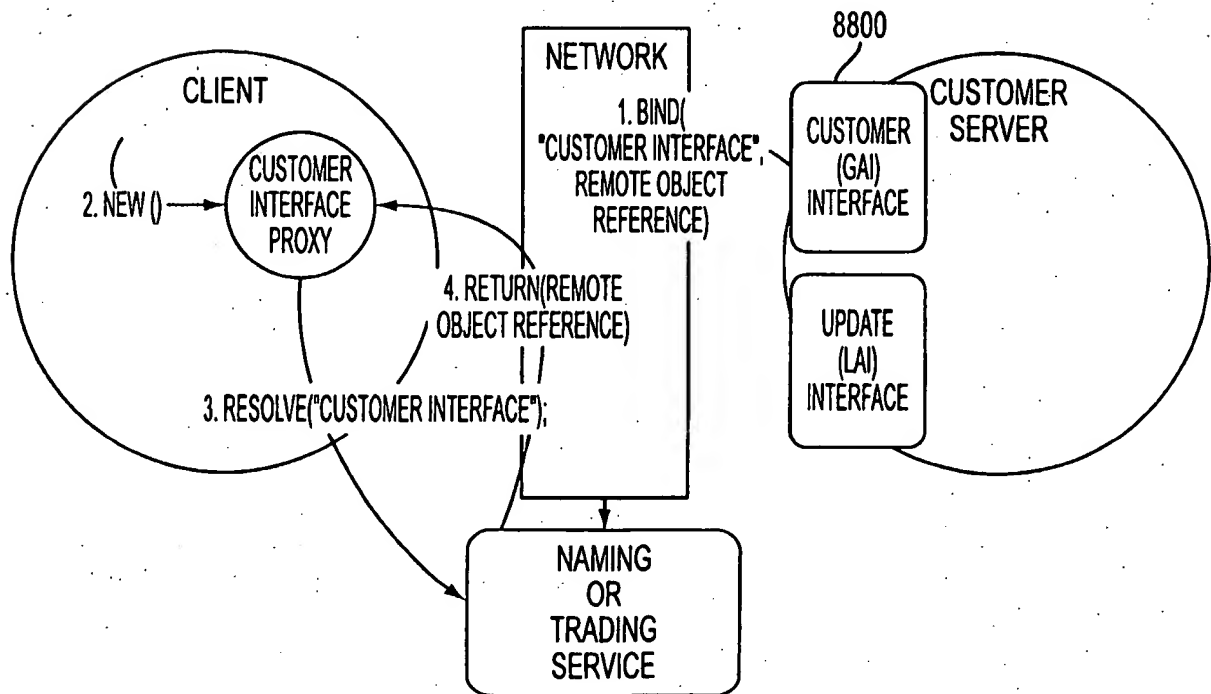 8800
NETWORK
CLIENT
CUSTOMER
SERVER
1. BIND(
"CUSTOMER INTERFACE",
REMOTE OBJECT
REFERENCE)
CUSTOMER
(GAI)
INTERFACE
CUSTOMER
INTERFACE
PROXY
2. NEW ()
4. RETURN(REMOTE
OBJECT REFERENCE)
UPDATE
(LAI)
INTERFACE
3. RESOLVE("CUSTOMER INTERFACE");
NAMING
OR
TRADING
SERVICE